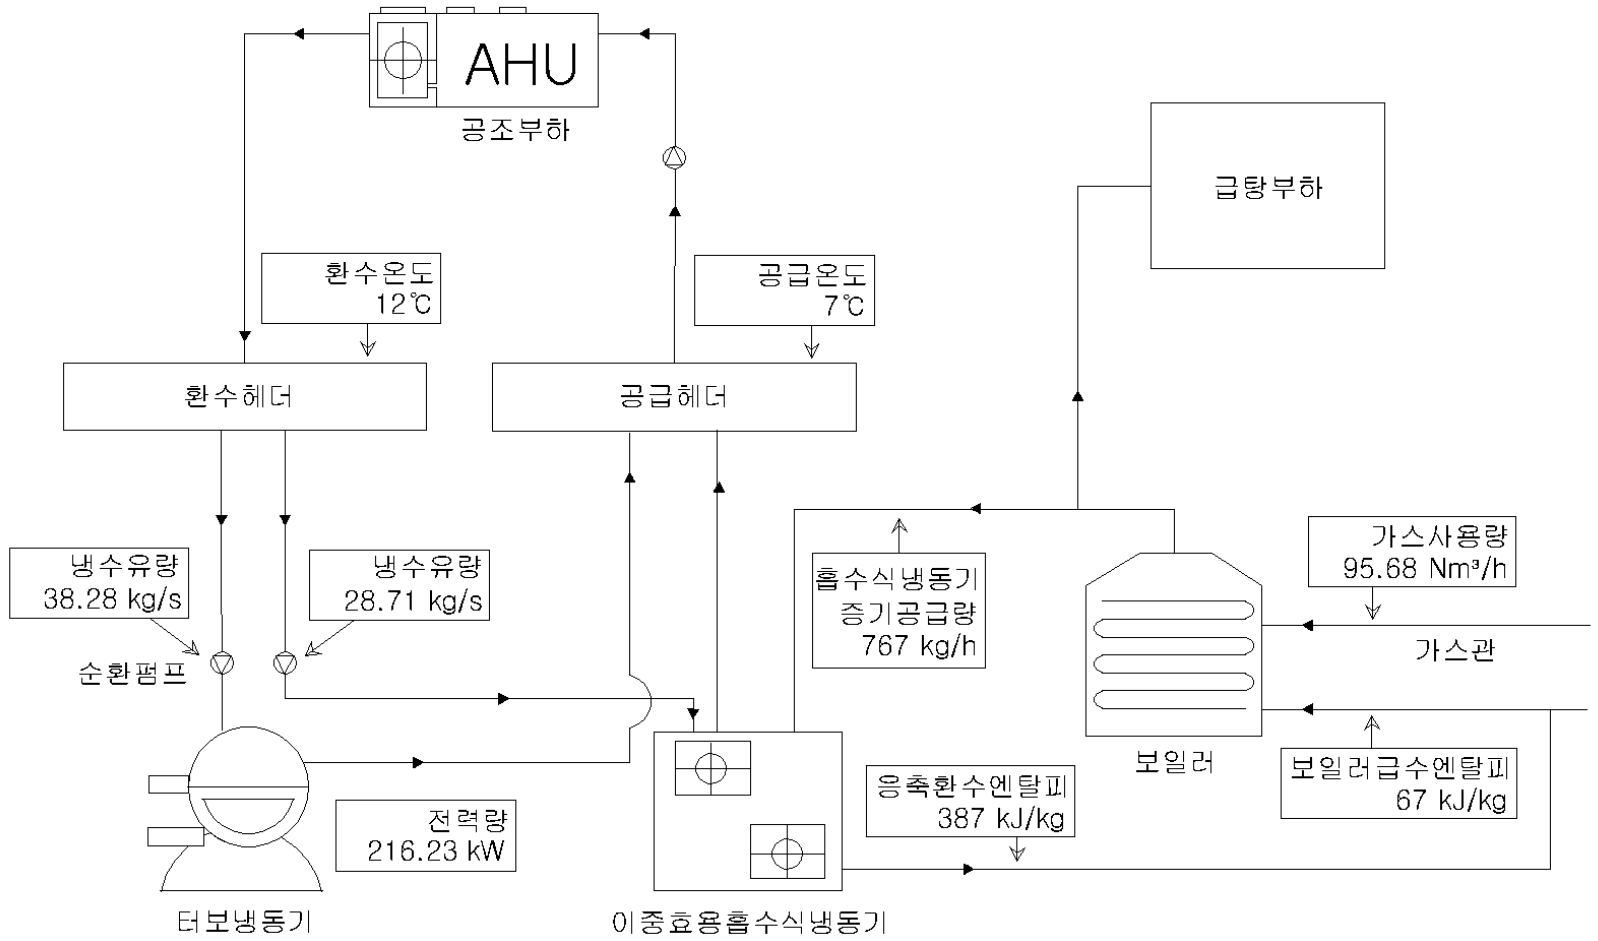 AHU
공조부하
급탕부하
환수온도
12℃
공급온도
7℃
환수헤더
공급헤더
냉수유량
38.28 kg/s
냉수유량
28.71 kg/s
순환펌프
흡수식냉동기
증기공급량
767 kg/h
가스사용량
95.68 Nm³/h
가스관
보일러
보일러급수엔탈피
67 kJ/kg
응축환수엔탈피
387 kJ/kg
전력량
216.23 kW
터보냉동기
이중효용흡수식냉동기